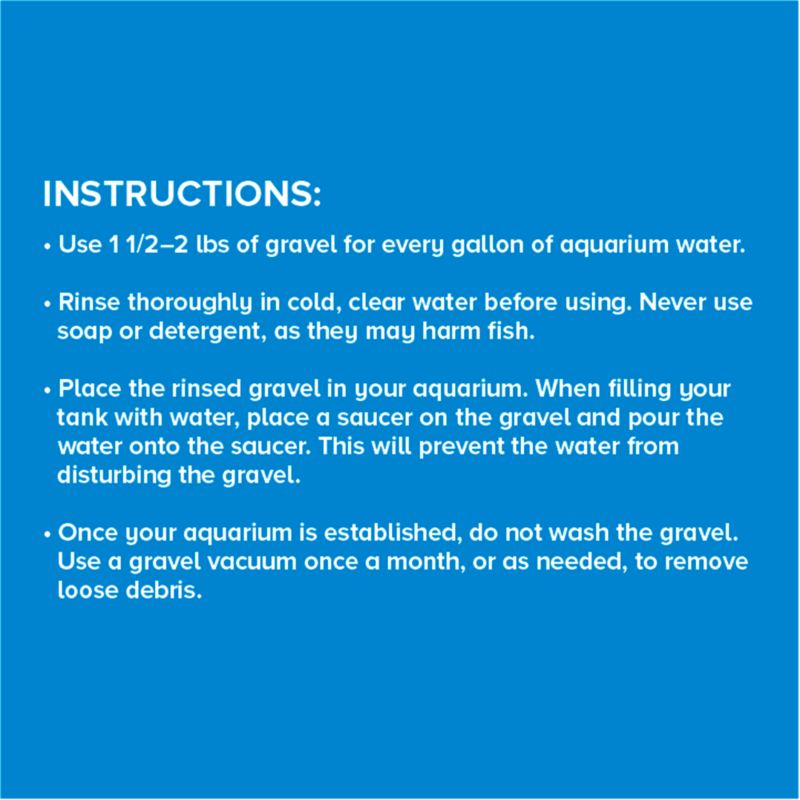 INSTRUCTIONS:
• Use 1 1/2–2 lbs of gravel for every gallon of aquarium water.
• Rinse thoroughly in cold, clear water before using. Never use
soap or detergent, as they may harm fish.
• Place the rinsed gravel in your aquarium. When filling your
tank with water, place a saucer on the gravel and pour the
water onto the saucer. This will prevent the water from
disturbing the gravel.
• Once your aquarium is established, do not wash the gravel.
Use a gravel vacuum once a month, or as needed, to remove
loose debris.